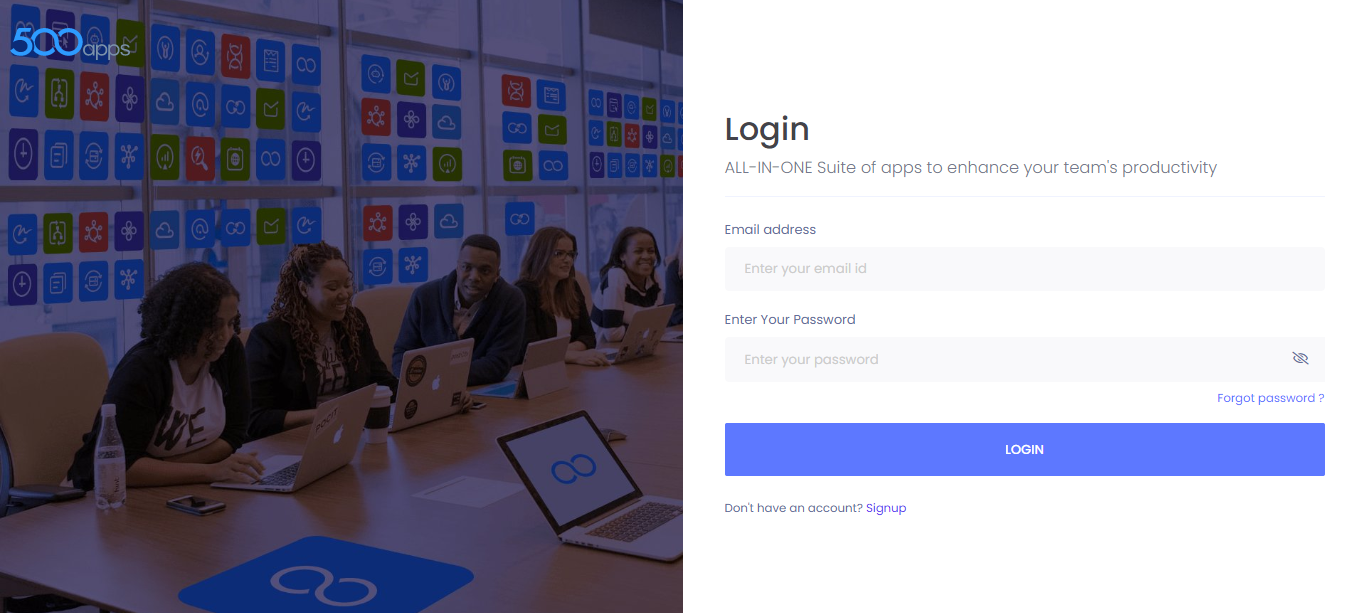 500apps
Login
ALL-IN-ONE Suite of apps to enhance your team's productivity
Email address
Enter your email id
Enter Your Password
Enter your password
Forgot password ?
LOGIN
Don't have an account? Signup
WE